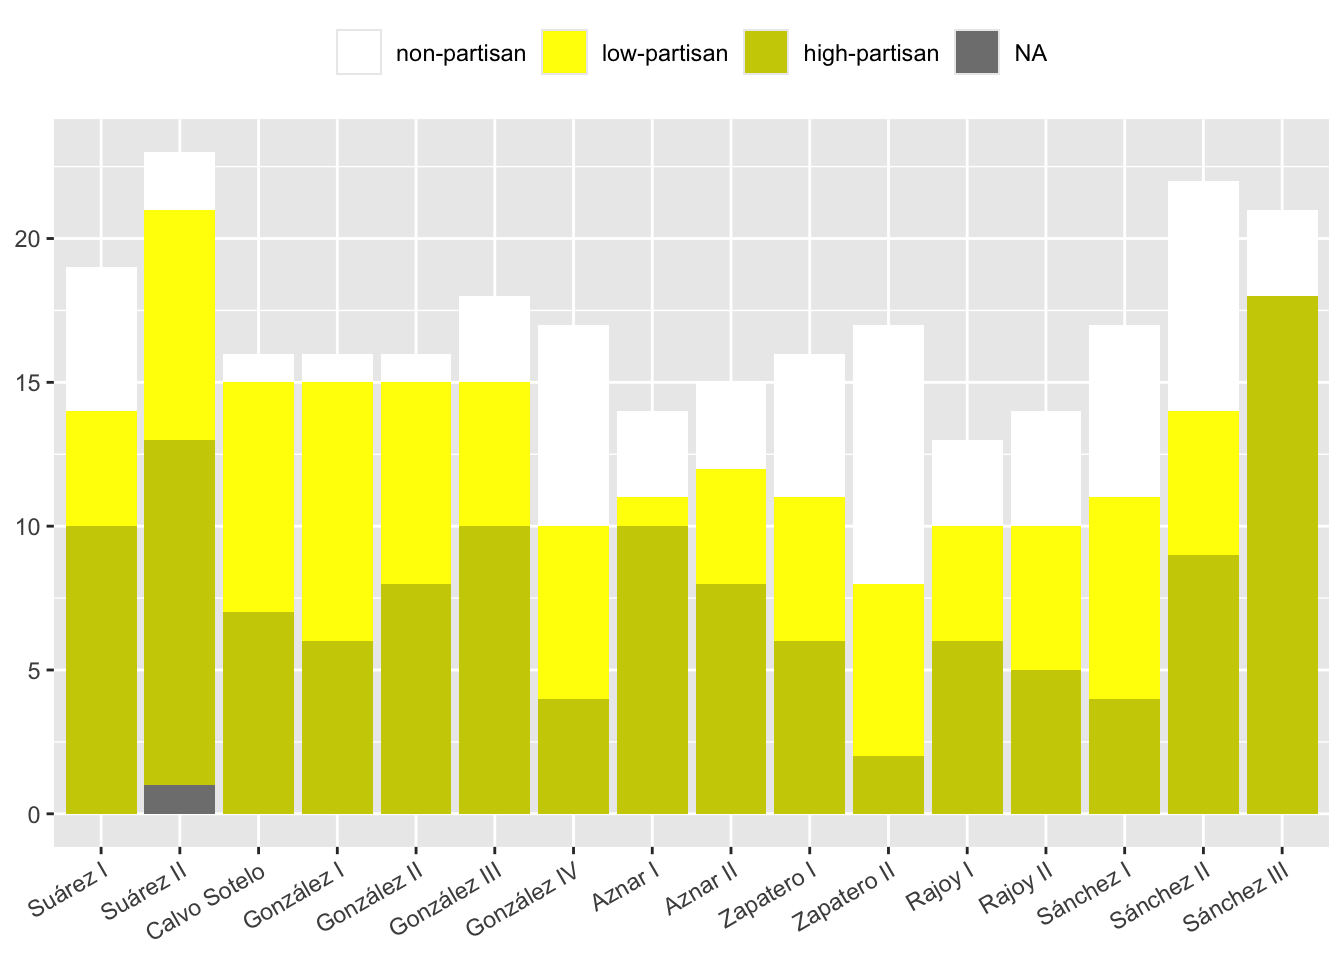 non-partisan low-partisan high-partisan NA
20
15
10
5
0
Suárez I
Suárez II
Calvo Sotelo
González I
González II
González III
González IV
Aznar I
Aznar II
Zapatero I
Zapatero II
Rajoy I
Rajoy II
Sánchez I
Sánchez II
Sánchez III